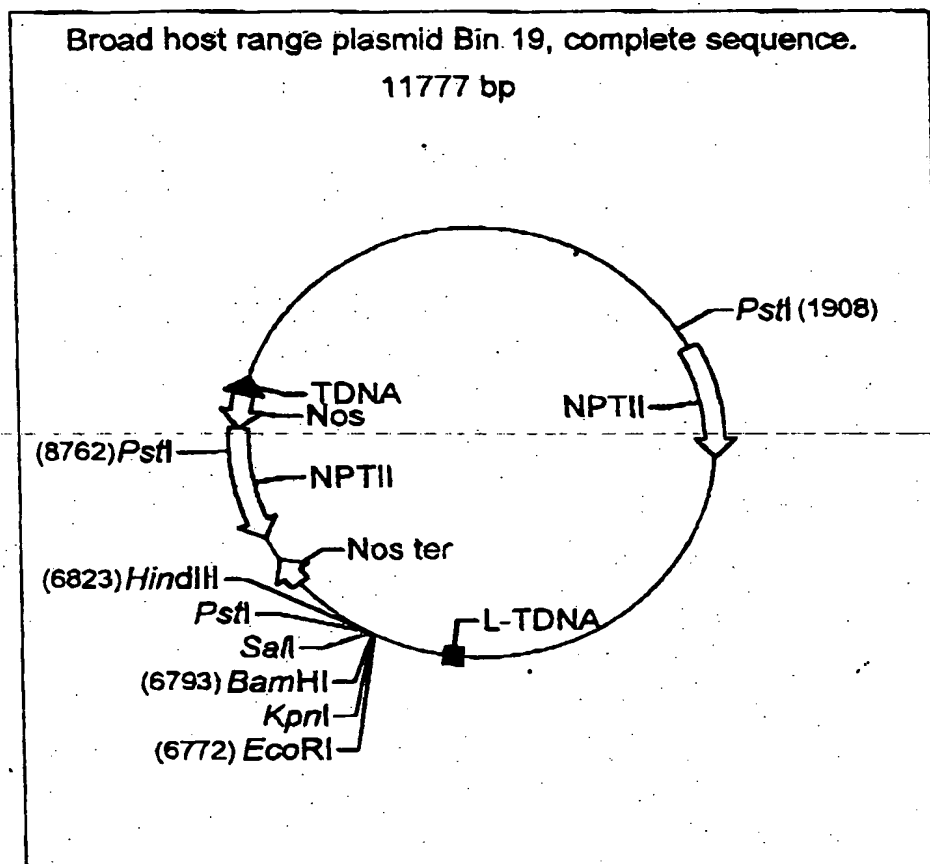 Broad host range plasmid Bin 19, complete sequence.
11777 bp
PstI (1908)
TDNA
Nos
NPTII
(8762) PstI
NPTII
Nos ter
(6823) HindIII
PstI
L-TDNA
SalI
(6793) BamHI
KpnI
(6772) EcoRI